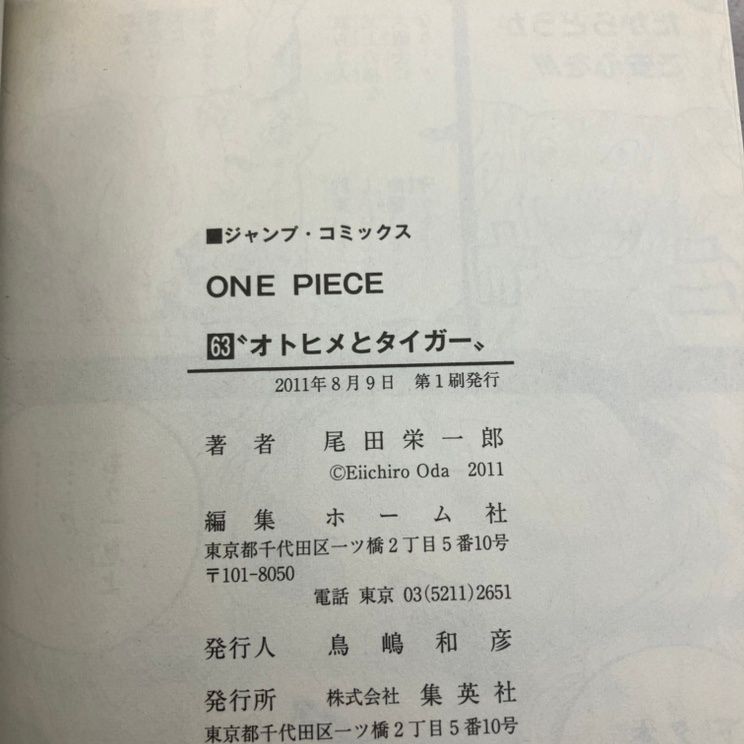 ■ジャンプ・コミックス
ONE PIECE
63〝オトヒメとタイガー〟
2011年8月9日 第1刷発行
著者 尾田栄一郎
©Eiichiro Oda 2011
編集 ホーム社
東京都千代田区一ツ橋2丁目5番10号
〒101-8050
電話 東京 03(5211)2651
発行人 鳥嶋和彦
発行所 株式会社 集英社
東京都千代田区一ツ橋2丁目5番10号